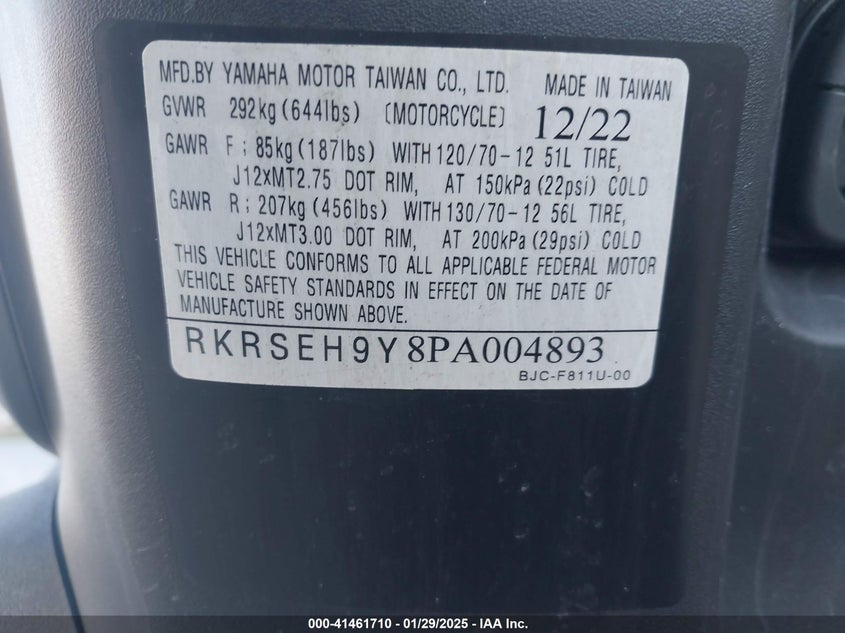 MFD.BY YAMAHA MOTOR TAIWAN CO., LTD. MADE IN TAIWAN
GVWR 292kg(644lbs) (MOTORCYCLE) 12/22
GAWR F: 85kg(187lbs) WITH 120/70-12 51L TIRE,
J12xMT2.75 DOT RIM, AT 150kPa(22psi) COLD
GAWR R: 207kg(456lbs) WITH 130/70-12 56L TIRE,
J12xMT3.00 DOT RIM, AT 200kPa(29psi) COLD
THIS VEHICLE CONFORMS TO ALL APPLICABLE FEDERAL MOTOR
VEHICLE SAFETY STANDARDS IN EFFECT ON THE DATE OF
MANUFACTURE SHOWN ABOVE.
RKRSEH9Y8PA004893
BJC-F811U-00
000-41461710 - 01/29/2025 - IAA Inc.